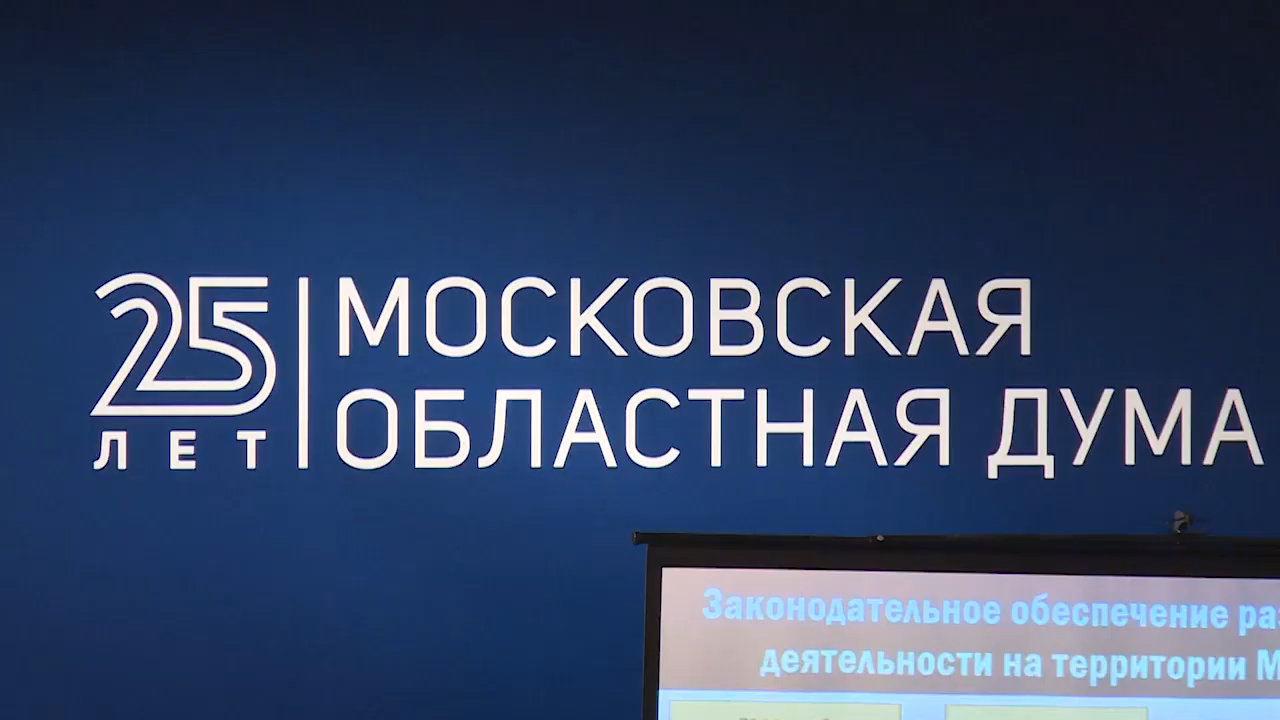 25
ЛЕТ
МОСКОВСКАЯ
ОБЛАСТНАЯ ДУМА
Законодательное обеспечение
деятельности на территории